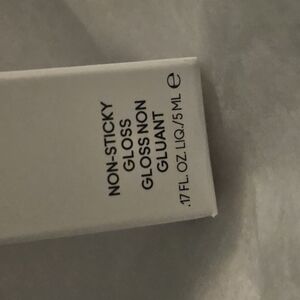 NON-STICKY
GLOSS
GLOSS NON
GLUANT
.17 FL. OZ. LIQ./5 ML ℮